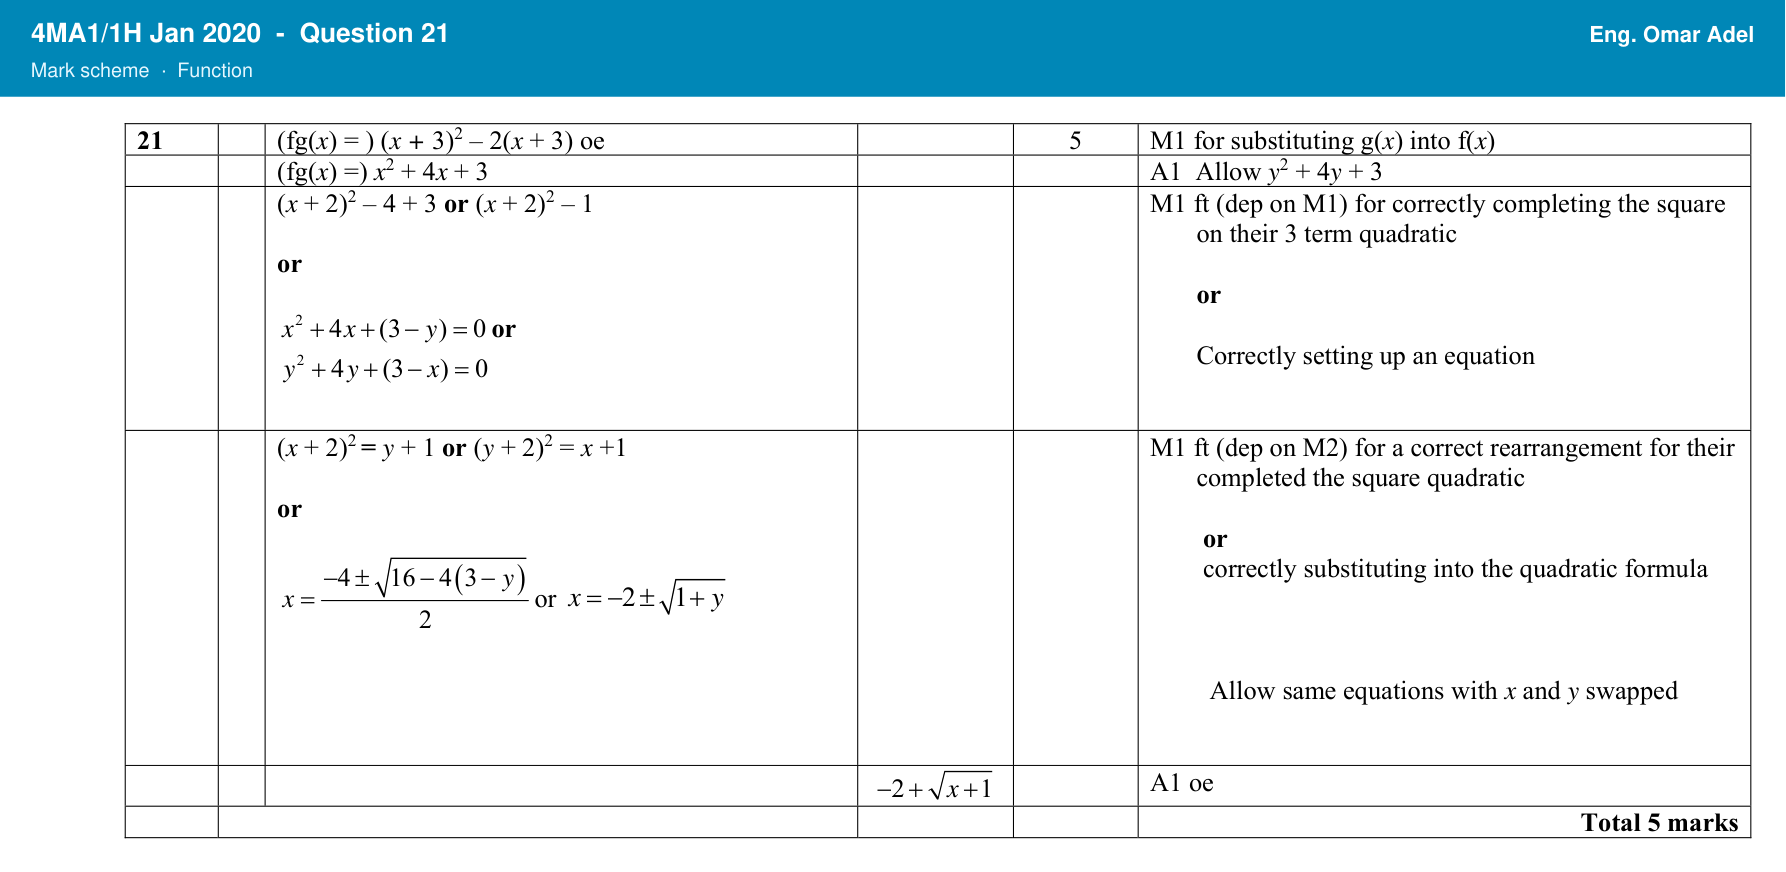 4MA1/1H Jan 2020 - Question 21
Eng. Omar Adel
Mark scheme · Function
21 (fg(x) = ) (x + 3)² – 2(x + 3) oe 5 M1 for substituting g(x) into f(x)
(fg(x) =) x² + 4x + 3 A1 Allow y² + 4y + 3
(x + 2)² – 4 + 3 or (x + 2)² – 1 M1 ft (dep on M1) for correctly completing the square
on their 3 term quadratic
or
or
x² + 4x + (3 − y) = 0 or
Correctly setting up an equation
y² + 4y + (3 − x) = 0
(x + 2)² = y + 1 or (y + 2)² = x +1 M1 ft (dep on M2) for a correct rearrangement for their
completed the square quadratic
or
or
correctly substituting into the quadratic formula
x = (−4 ± √(16 − 4(3 − y)))/2 or x = −2 ± √(1 + y)
Allow same equations with x and y swapped
−2 + √(x + 1) A1 oe
Total 5 marks